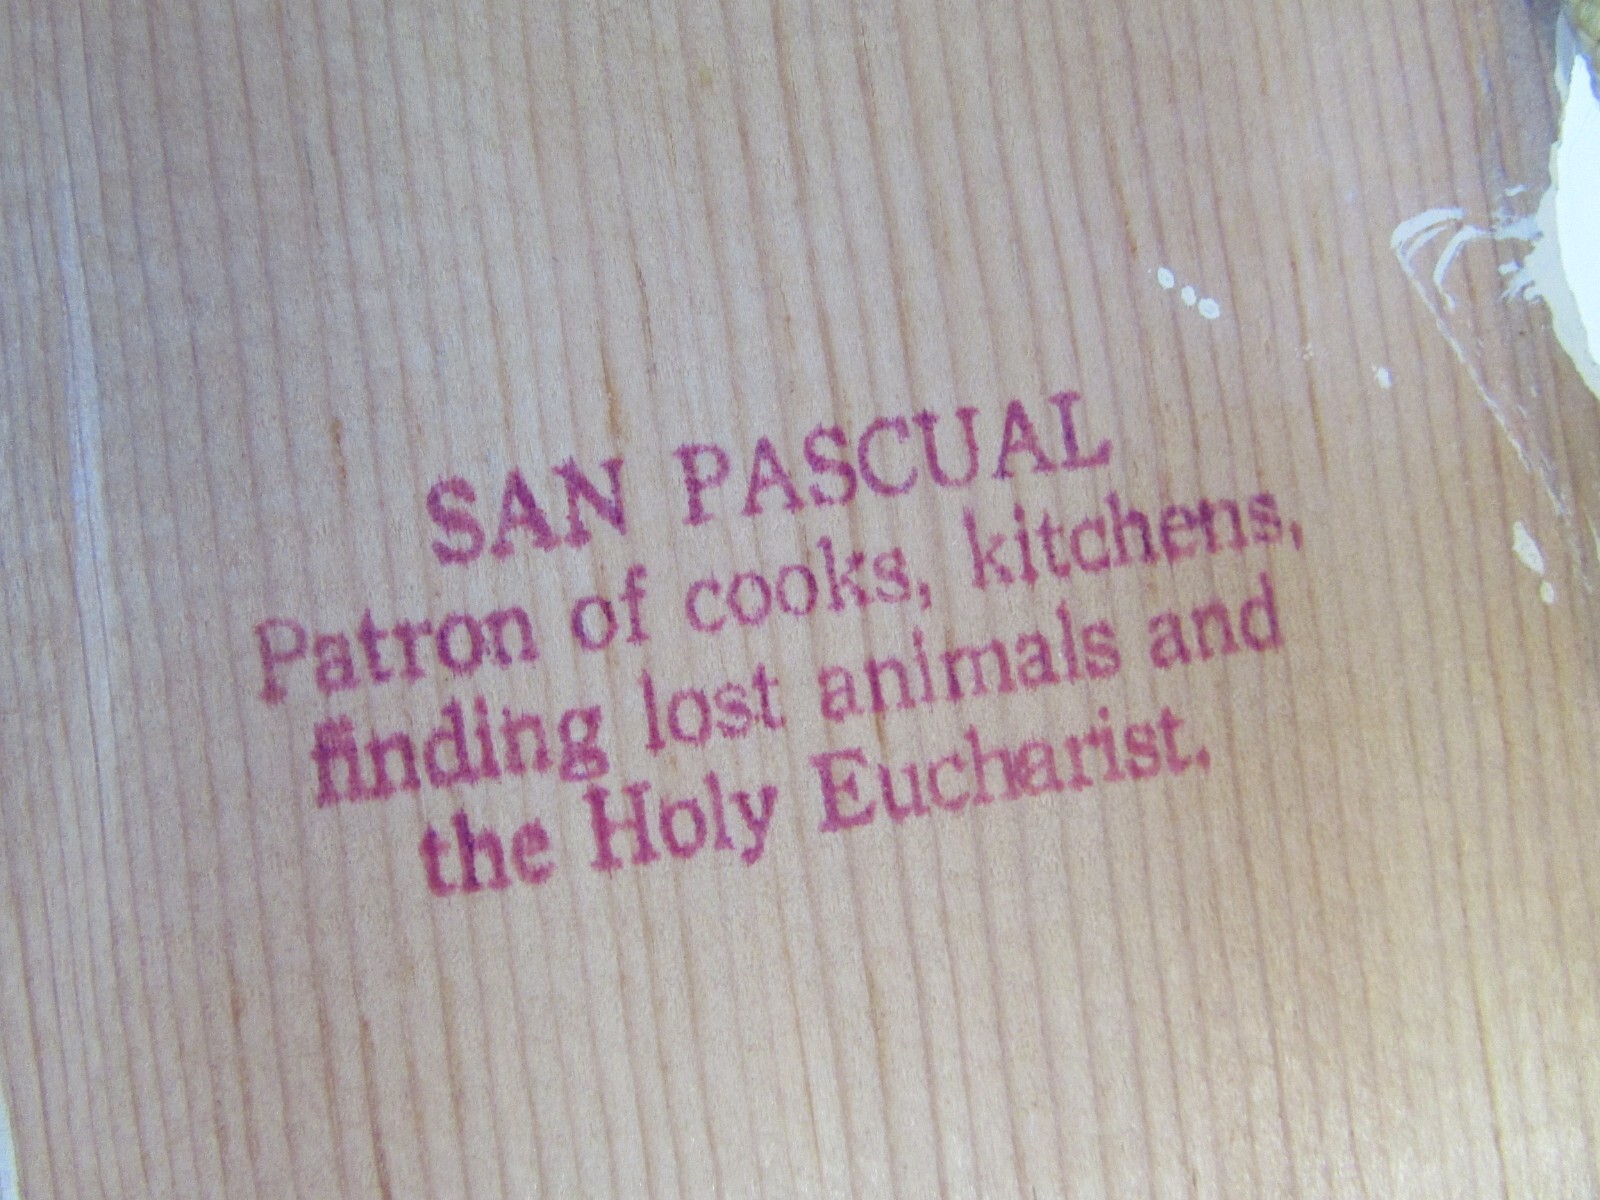 SAN PASCUAL
Patron of cooks, kitchens,
finding lost animals and
the Holy Eucharist.